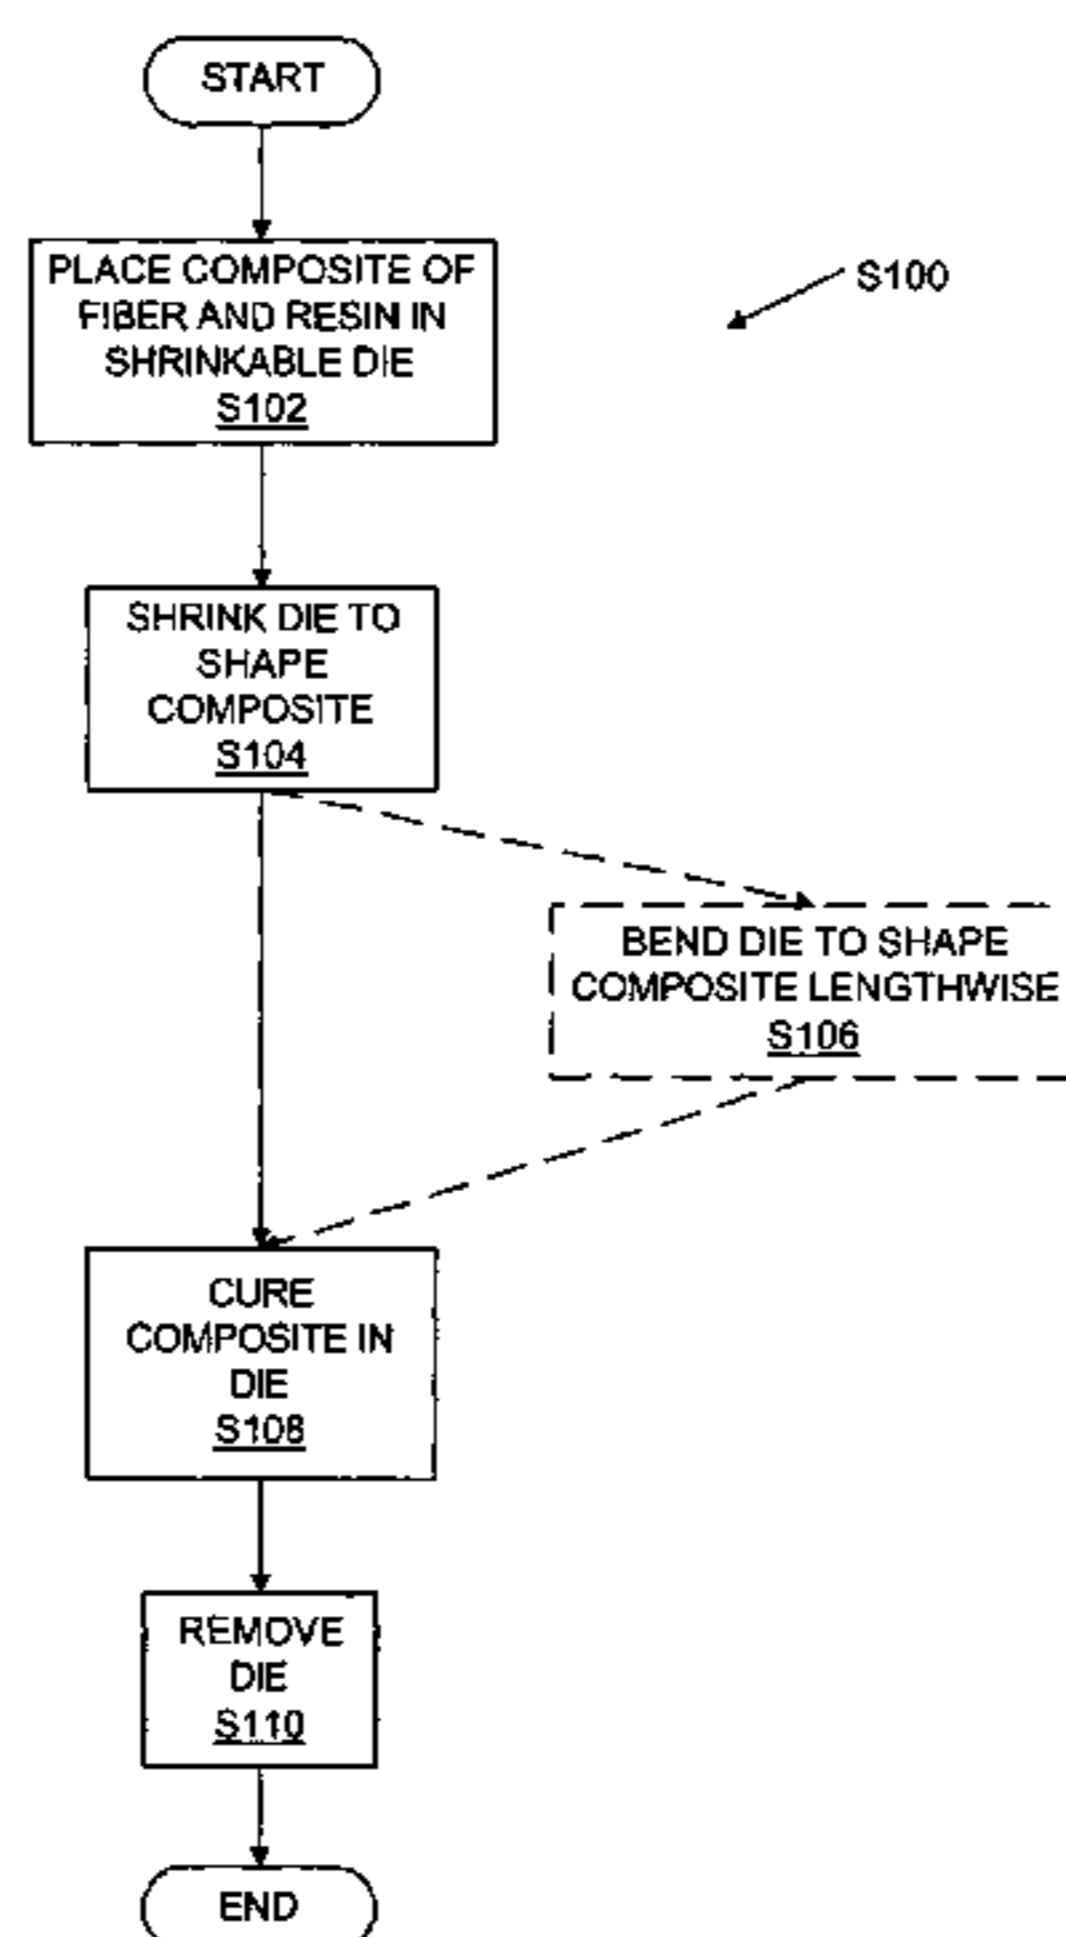 START
PLACE COMPOSITE OF
FIBER AND RESIN IN
SHRINKABLE DIE
S102
S100
SHRINK DIE TO
SHAPE
COMPOSITE
S104
BEND DIE TO SHAPE
COMPOSITE LENGTHWISE
S106
CURE
COMPOSITE IN
DIE
S108
REMOVE
DIE
S110
END